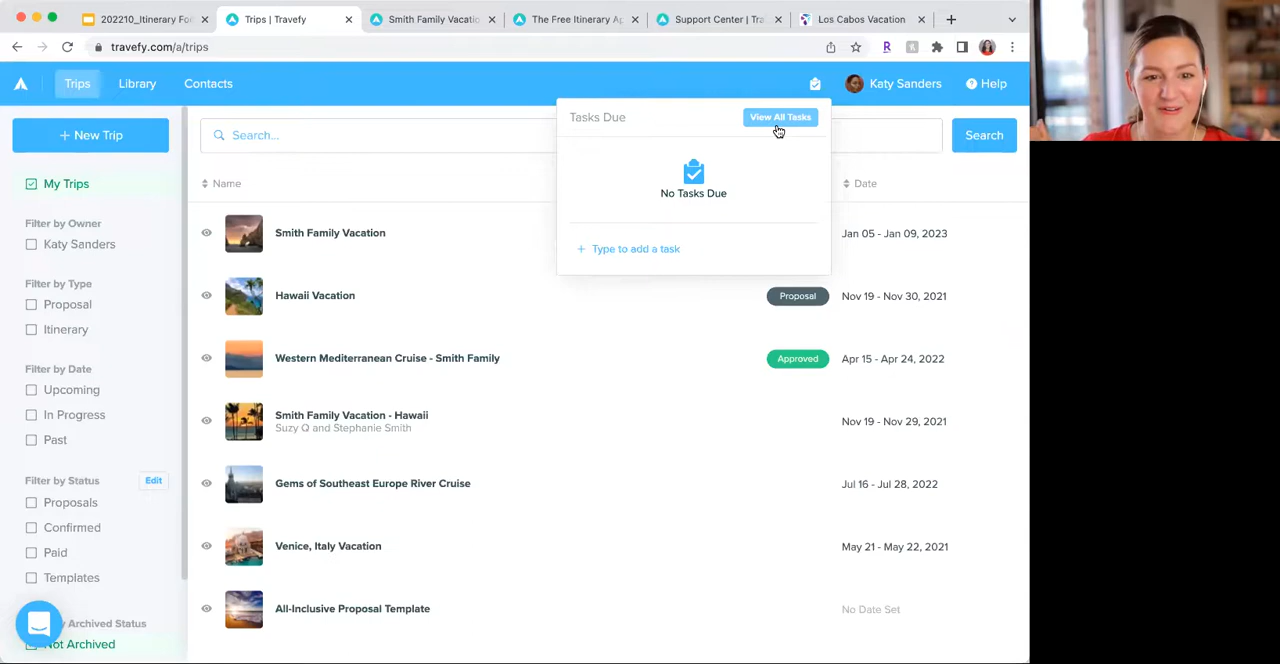 202210_Itinerary For
Trips | Travefy
Smith Family Vacatio
The Free Itinerary Ap
Support Center | Tra
Los Cabos Vacation
travefy.com/a/trips
Trips
Library
Contacts
Katy Sanders
Help
+ New Trip
Search...
Search
Tasks Due
View All Tasks
No Tasks Due
+ Type to add a task
My Trips
Filter by Owner
Katy Sanders
Filter by Type
Proposal
Itinerary
Filter by Date
Upcoming
In Progress
Past
Filter by Status
Edit
Proposals
Confirmed
Paid
Templates
Archived Status
Not Archived
Name
Date
Smith Family Vacation
Jan 05 - Jan 09, 2023
Hawaii Vacation
Proposal
Nov 19 - Nov 30, 2021
Western Mediterranean Cruise - Smith Family
Approved
Apr 15 - Apr 24, 2022
Smith Family Vacation - Hawaii
Suzy Q and Stephanie Smith
Nov 19 - Nov 29, 2021
Gems of Southeast Europe River Cruise
Jul 16 - Jul 28, 2022
Venice, Italy Vacation
May 21 - May 22, 2021
All-Inclusive Proposal Template
No Date Set